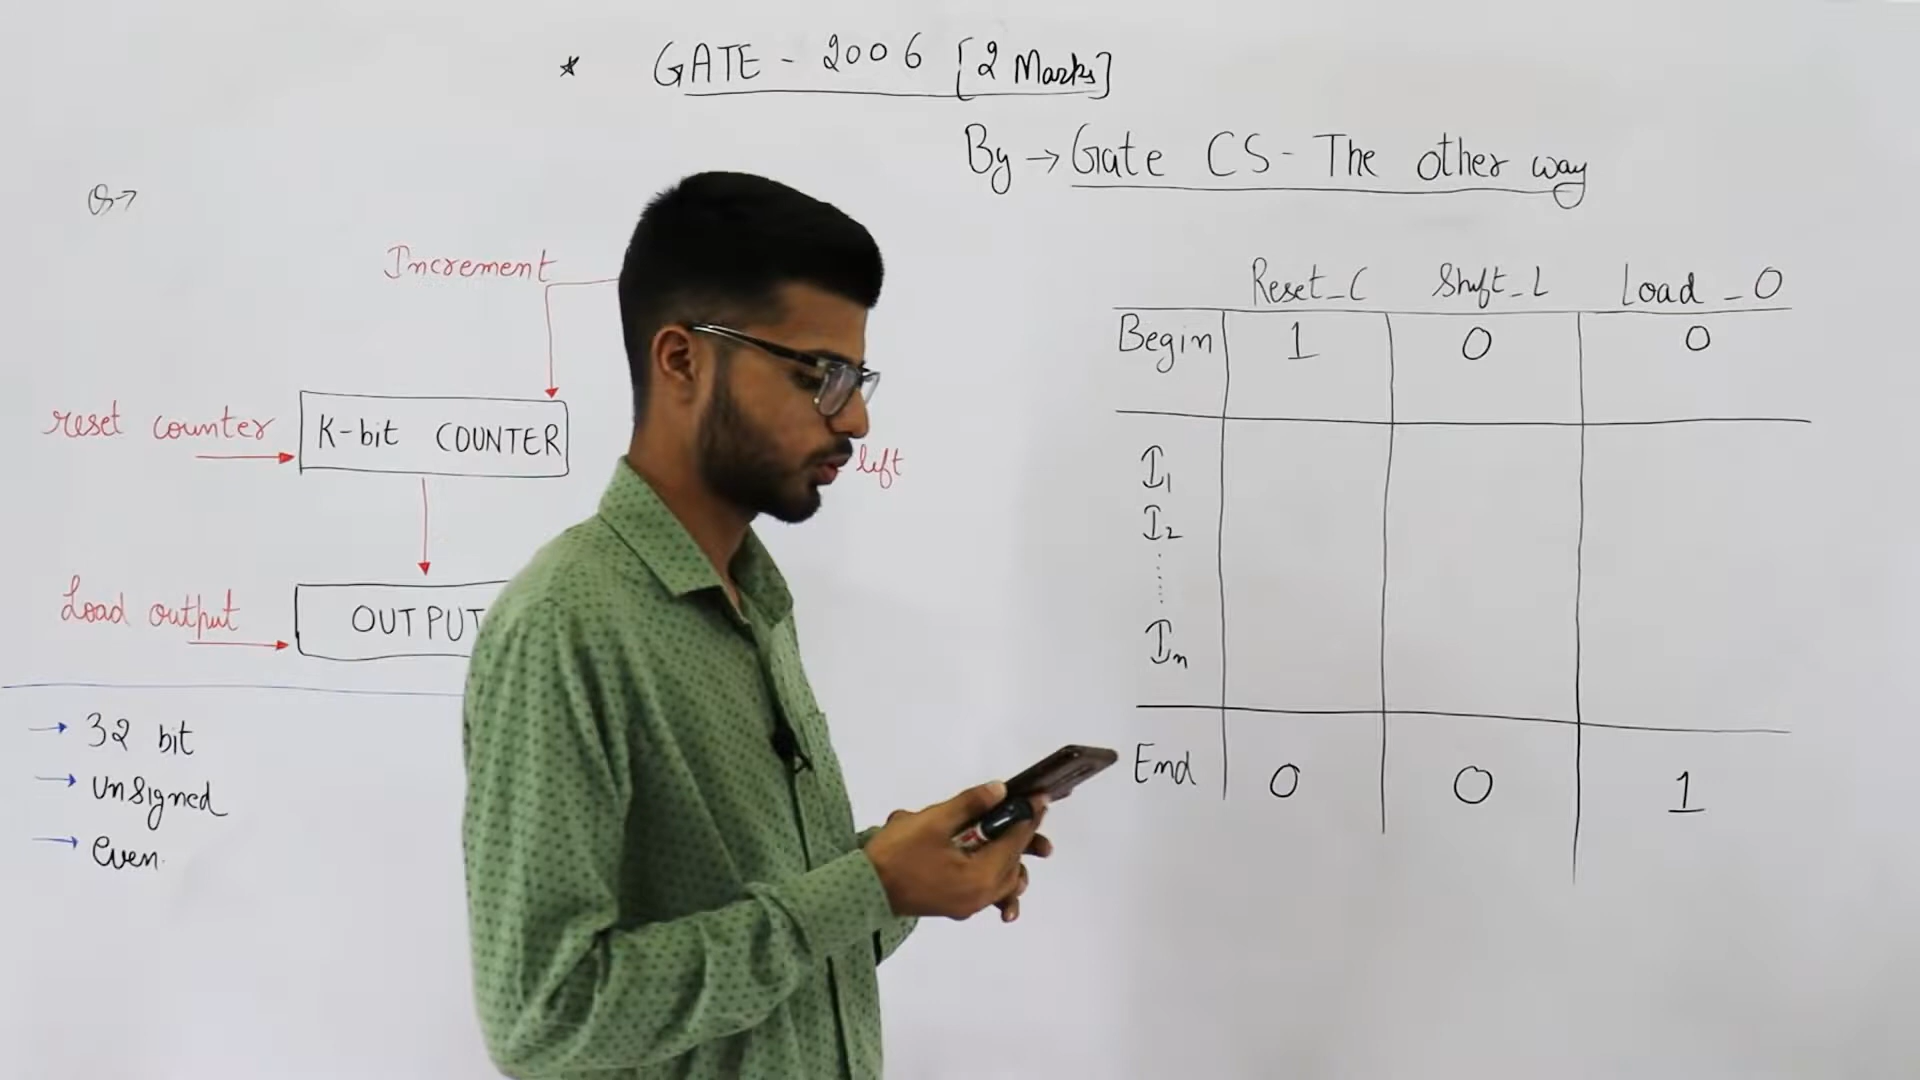 * GATE - 2006 [2 Marks]
By → Gate CS - The other way
Q→
Increment
reset counter
K-bit COUNTER
left
Load output
OUTPUT
→ 32 bit
→ unsigned
→ even.
Reset_C Shift_L Load_O
Begin 1 0 0
I1
I2
......
In
End 0 0 1